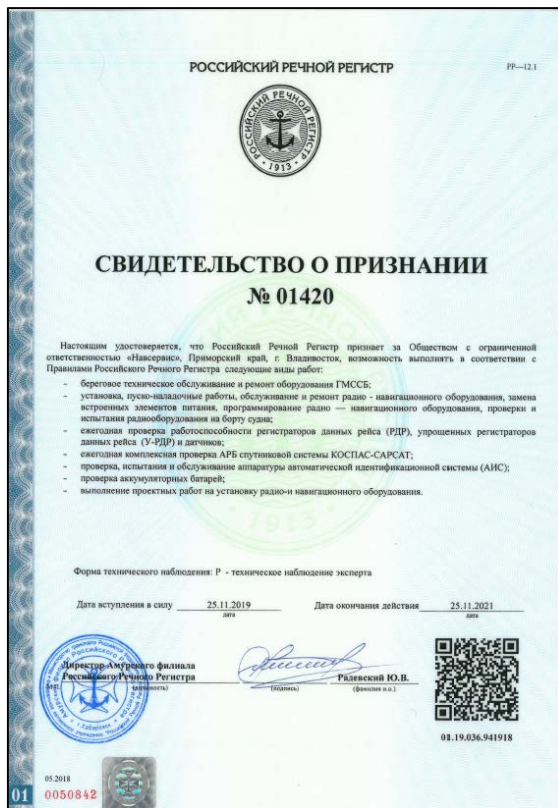 РОССИЙСКИЙ РЕЧНОЙ РЕГИСТР
РР—12.1
РОССИЙСКИЙ РЕЧНОЙ РЕГИСТР
• 1913 •
СВИДЕТЕЛЬСТВО О ПРИЗНАНИИ
№ 01420
Настоящим удостоверяется, что Российский Речной Регистр признает за Обществом с ограниченной
ответственностью «Навсервис», Приморский край, г. Владивосток, возможность выполнять в соответствии с
Правилами Российского Речного Регистра следующие виды работ:
- береговое техническое обслуживание и ремонт оборудования ГМССБ;
- установка, пуско-наладочные работы, обслуживание и ремонт радио - навигационного оборудования, замена
встроенных элементов питания, программирование радио — навигационного оборудования, проверки и
испытания радиооборудования на борту судна;
- ежегодная проверка работоспособности регистраторов данных рейса (РДР), упрощенных регистраторов
данных рейса (У-РДР) и датчиков;
- ежегодная комплексная проверка АРБ спутниковой системы КОСПАС-САРСАТ;
- проверка, испытания и обслуживание аппаратуры автоматической идентификационной системы (АИС);
- проверка аккумуляторных батарей;
- выполнение проектных работ на установку радио-и навигационного оборудования.
Форма технического наблюдения: Р - техническое наблюдение эксперта
Дата вступления в силу 25.11.2019 Дата окончания действия 25.11.2021
дата дата
Директор Амурского филиала
Российского Речного Регистра Радевский Ю.В.
(должность) (подпись) (фамилия и.о.)
г.Хабаровск
01.19.036.941918
05.2018
01 0050842